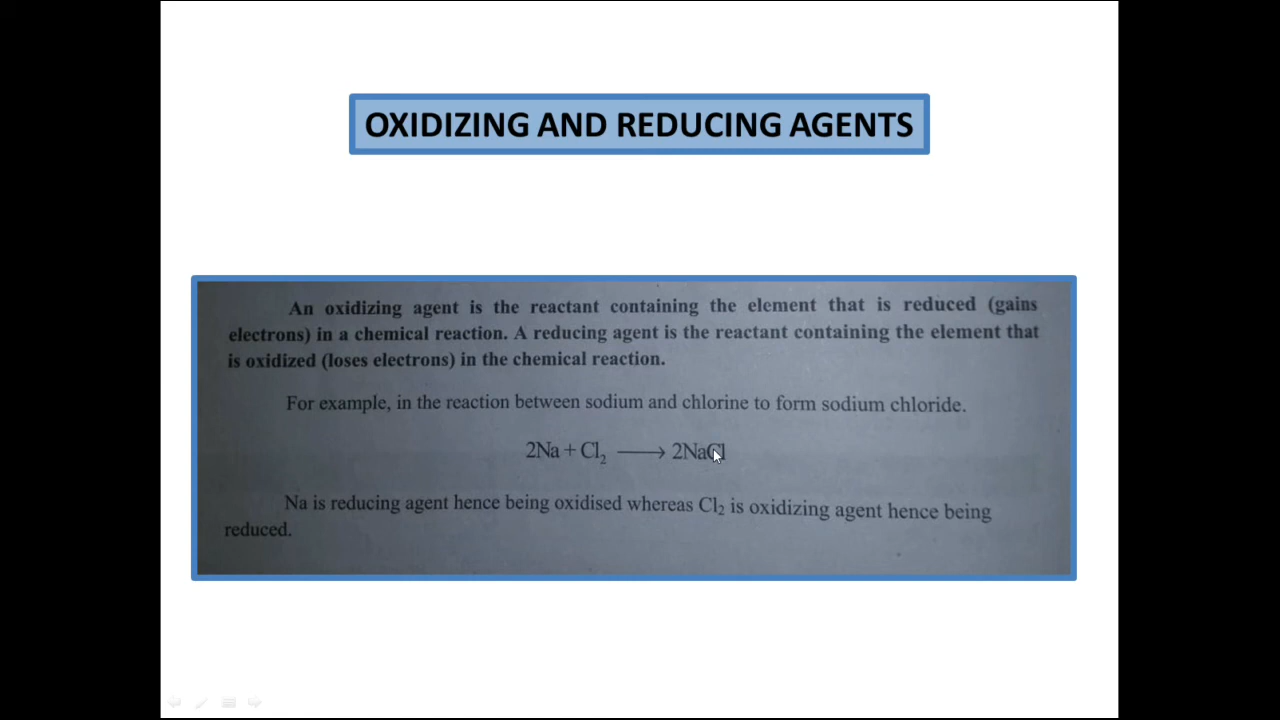 OXIDIZING AND REDUCING AGENTS
An oxidizing agent is the reactant containing the element that is reduced (gains
electrons) in a chemical reaction. A reducing agent is the reactant containing the element that
is oxidized (loses electrons) in the chemical reaction.
For example, in the reaction between sodium and chlorine to form sodium chloride.
2Na + Cl₂ ⟶ 2NaCl
Na is reducing agent hence being oxidised whereas Cl₂ is oxidizing agent hence being
reduced.